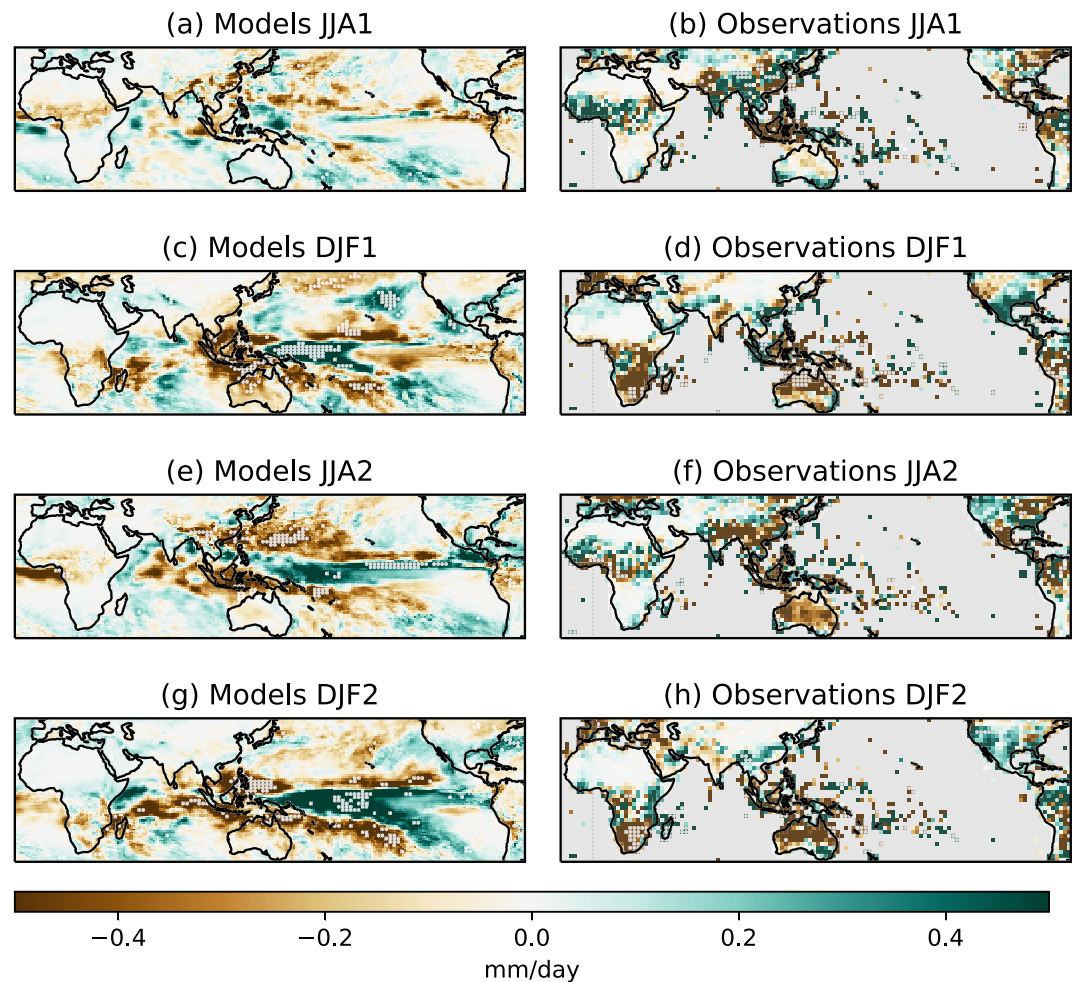 (a) Models JJA1
(b) Observations JJA1
(c) Models DJF1
(d) Observations DJF1
(e) Models JJA2
(f) Observations JJA2
(g) Models DJF2
(h) Observations DJF2
−0.4 −0.2 0.0 0.2 0.4
mm/day